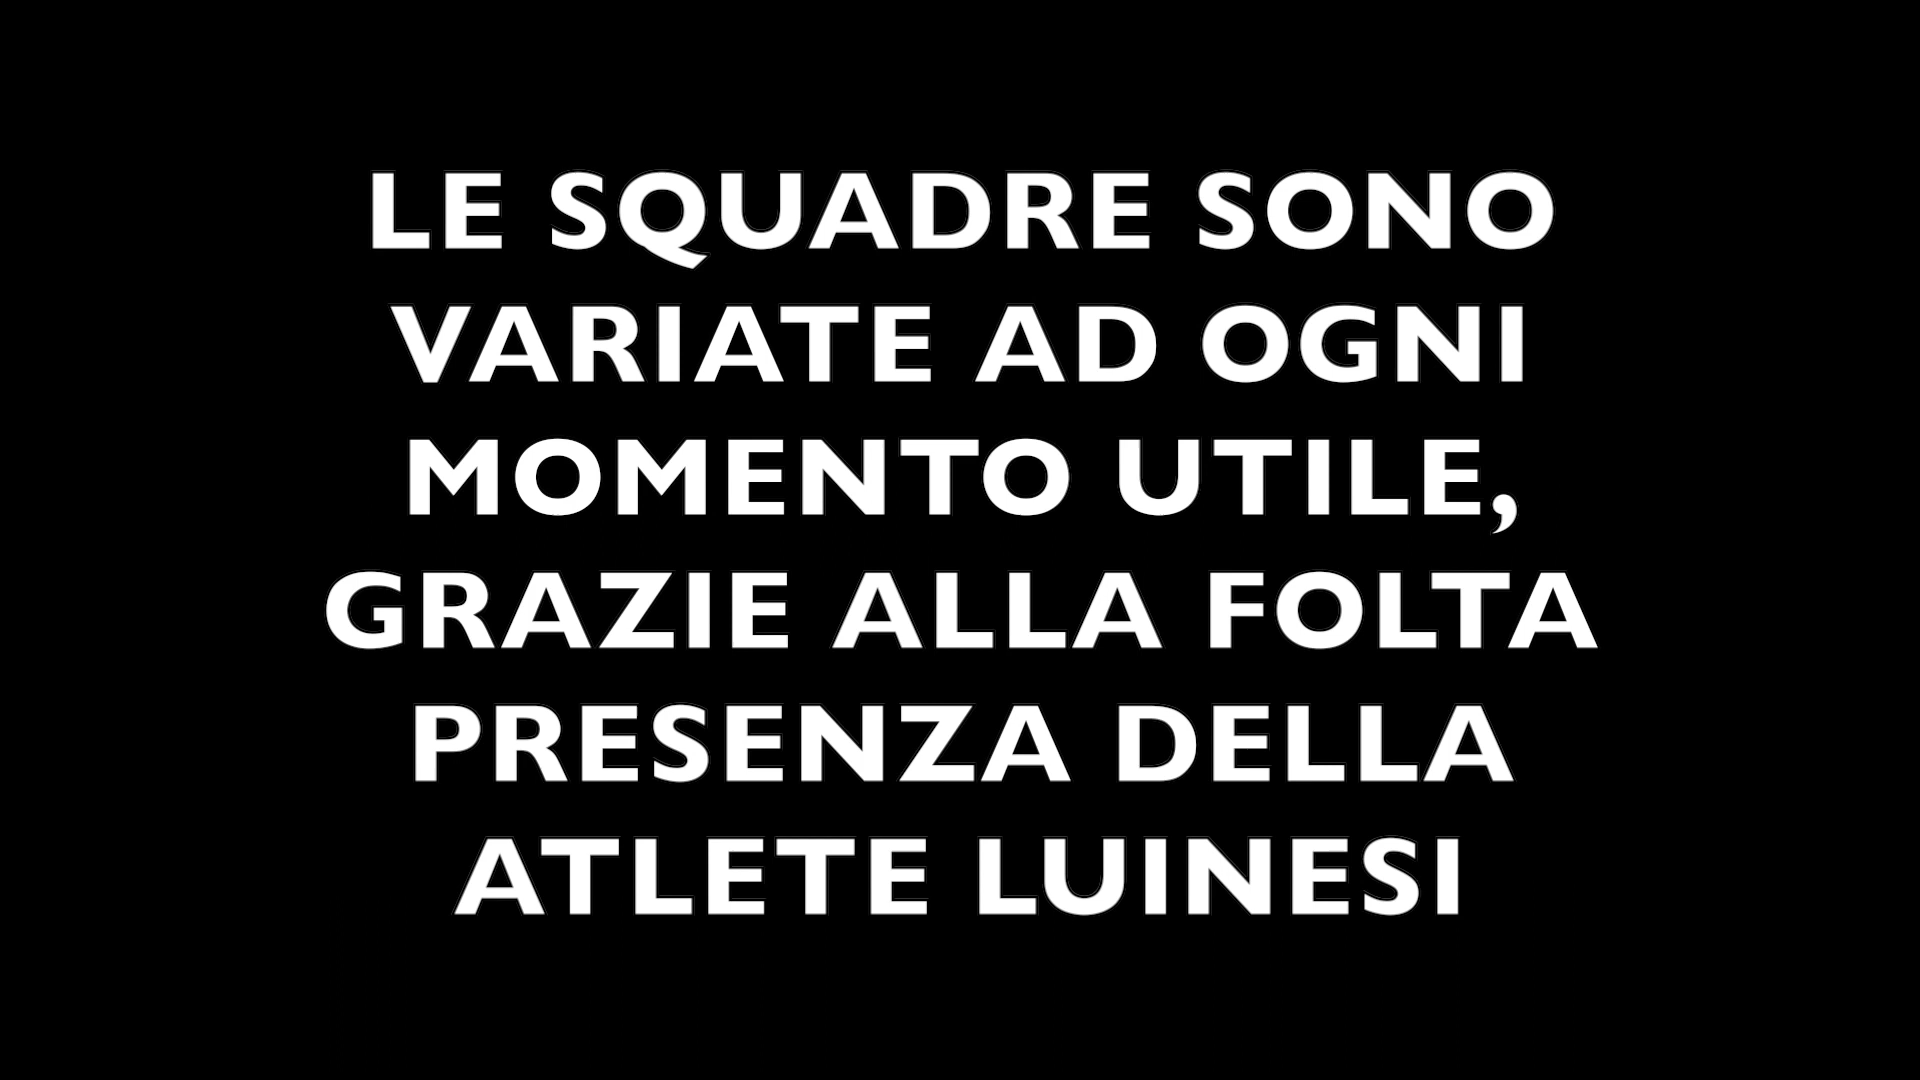 LE SQUADRE SONO
VARIATE AD OGNI
MOMENTO UTILE,
GRAZIE ALLA FOLTA
PRESENZA DELLA
ATLETE LUINESI